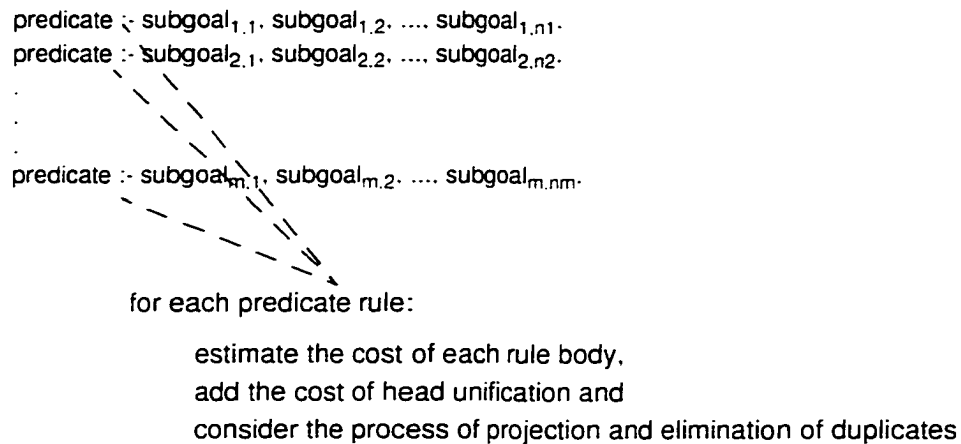 predicate :- subgoal1.1, subgoal1.2, ...., subgoal1.n1.
predicate :- subgoal2.1, subgoal2.2, ...., subgoal2.n2.
.
.
.
predicate :- subgoalm.1, subgoalm.2, ...., subgoalm.nm.
for each predicate rule:
estimate the cost of each rule body,
add the cost of head unification and
consider the process of projection and elimination of duplicates